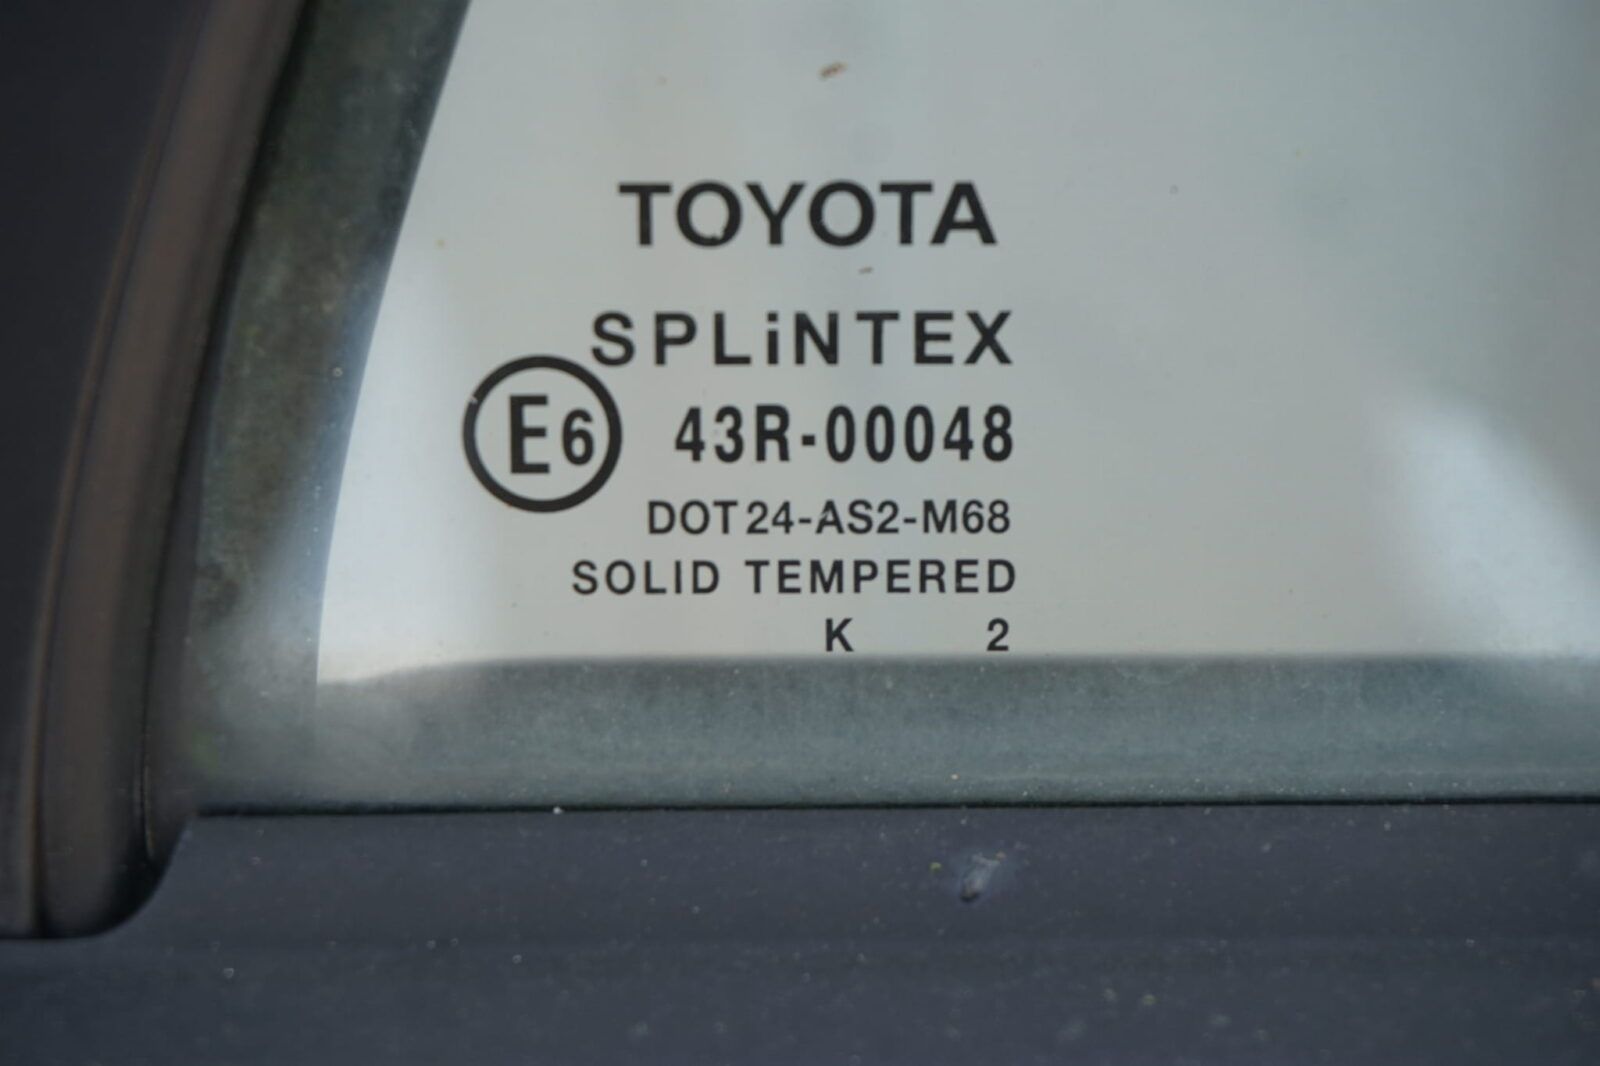 TOYOTA
SPLiNTEX
E6 43R-00048
DOT24-AS2-M68
SOLID TEMPERED
K 2